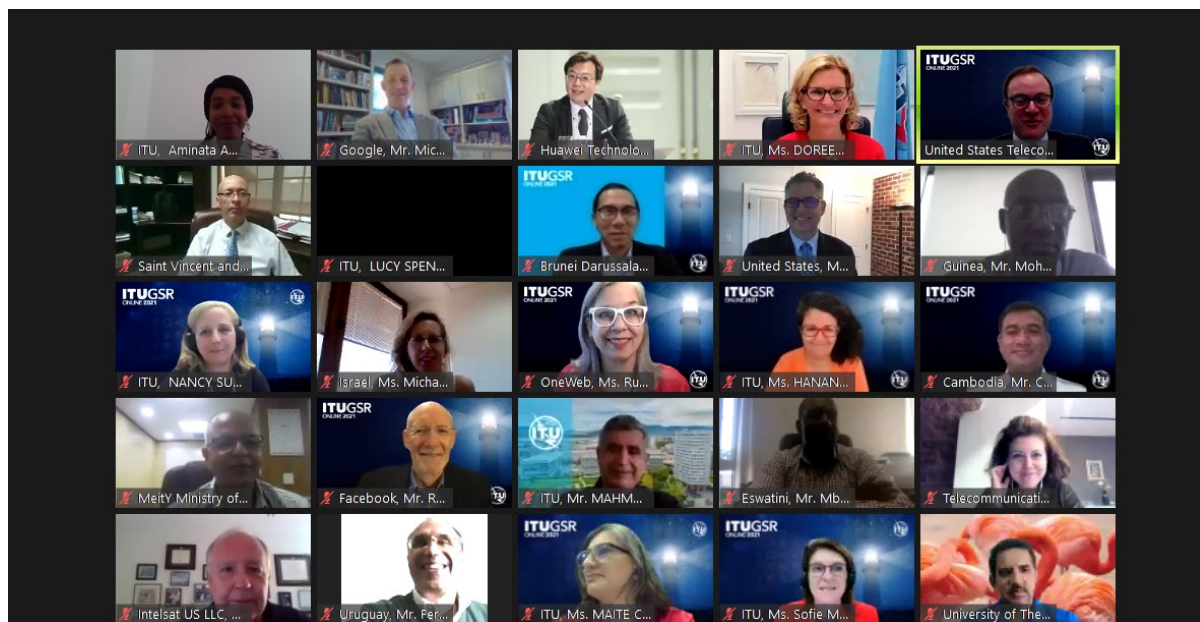 ITU, Aminata A...
Google, Mr. Mic...
Huawei Technolo...
ITU, Ms. DOREE...
ITUGSR
ONLINE 2021
United States Teleco...
Saint Vincent and...
ITU, LUCY SPEN...
ITUGSR
ONLINE 2021
Brunei Darussala...
United States, M...
Guinea, Mr. Moh...
ITUGSR
ONLINE 2021
ITU, NANCY SU...
Israel, Ms. Micha...
ITUGSR
ONLINE 2021
OneWeb, Ms. Ru...
ITUGSR
ONLINE 2021
ITU, Ms. HANAN...
ITUGSR
ONLINE 2021
Cambodia, Mr. C...
MeitY Ministry of...
ITUGSR
ONLINE 2021
Facebook, Mr. R...
ITU
ITU, Mr. MAHM...
Eswatini, Mr. Mb...
Telecommunicati...
Intelsat US LLC, ...
Uruguay, Mr. Fer...
ITUGSR
ONLINE 2021
ITU, Ms. MAITE C...
ITUGSR
ONLINE 2021
ITU, Ms. Sofie M...
University of The...